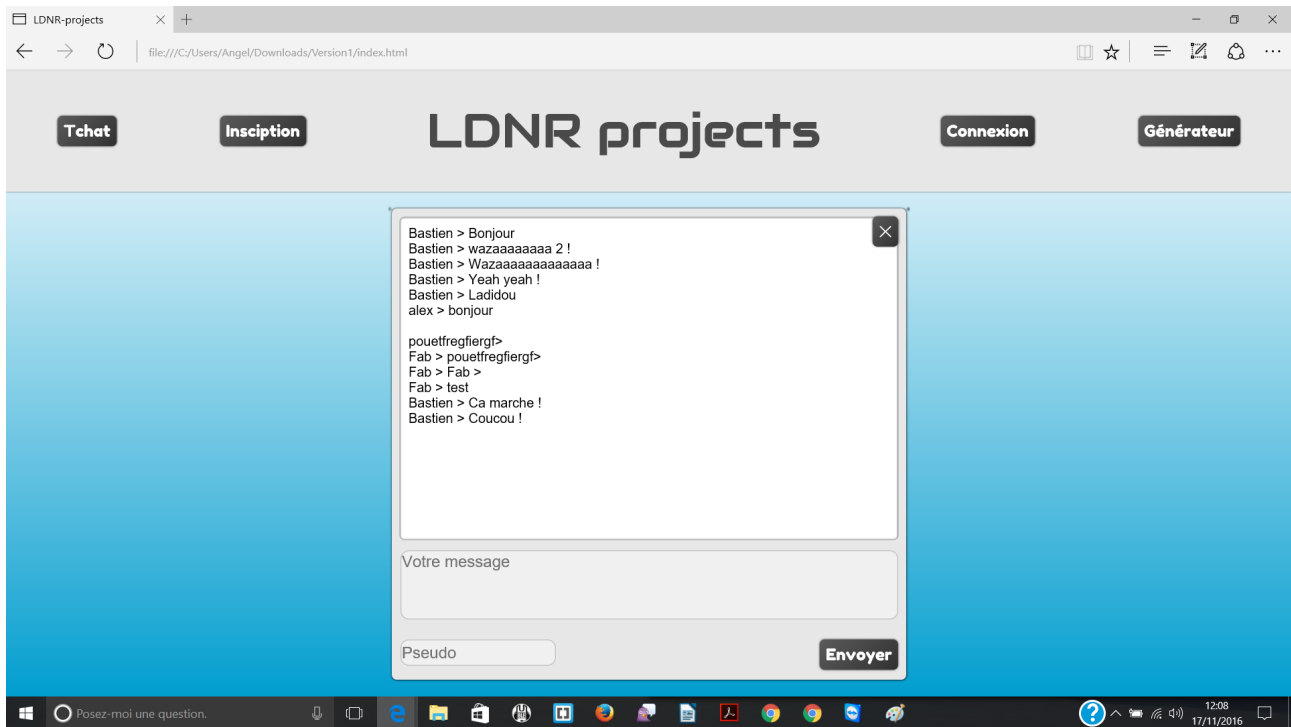 LDNR-projects
file:///C:/Users/Angel/Downloads/Version1/index.html
Tchat
Insciption
LDNR projects
Connexion
Générateur
Bastien > Bonjour
Bastien > wazaaaaaaaa 2 !
Bastien > Wazaaaaaaaaaaaaa !
Bastien > Yeah yeah !
Bastien > Ladidou
alex > bonjour
pouetfregfiergf>
Fab > pouetfregfiergf>
Fab > Fab >
Fab > test
Bastien > Ca marche !
Bastien > Coucou !
Votre message
Pseudo
Envoyer
Posez-moi une question.
12:08
17/11/2016